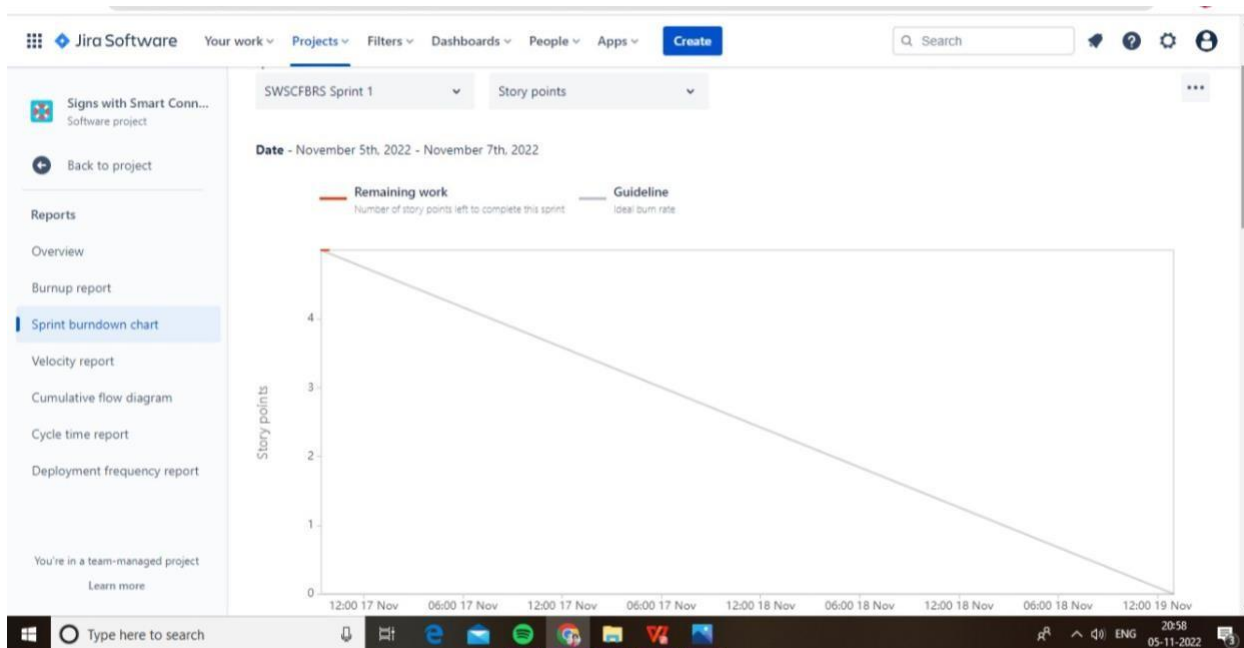 Jira Software Your work Projects Filters Dashboards People Apps Create Search
Signs with Smart Conn...
Software project
Back to project
Reports
Overview
Burnup report
Sprint burndown chart
Velocity report
Cumulative flow diagram
Cycle time report
Deployment frequency report
You're in a team-managed project
Learn more
SWSCFBRS Sprint 1 Story points
Date - November 5th, 2022 - November 7th, 2022
Remaining work
Number of story points left to complete this sprint
Guideline
Ideal burn rate
Story points
4
3
2
1
0
12:00 17 Nov 06:00 17 Nov 12:00 17 Nov 06:00 17 Nov 12:00 18 Nov 06:00 18 Nov 12:00 18 Nov 06:00 18 Nov 12:00 19 Nov
Type here to search
ENG
20:58
05-11-2022